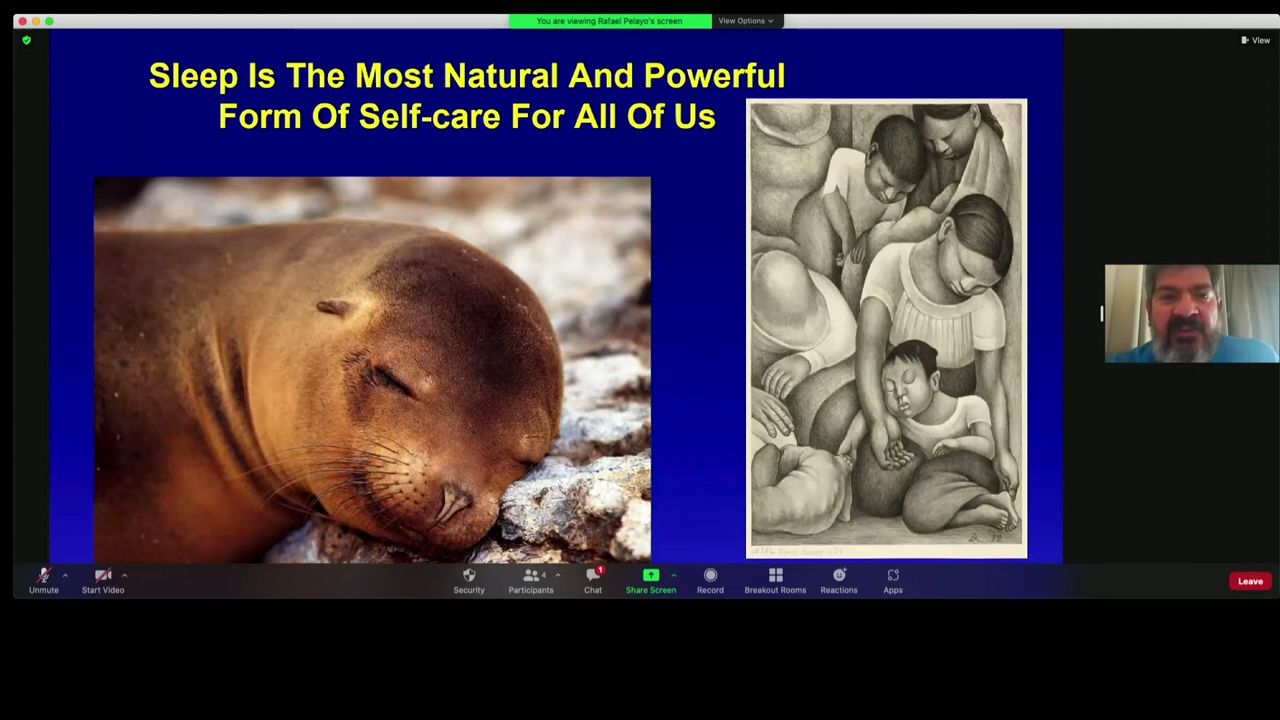 You are viewing Rafael Pelayo's screen
View Options
View
Sleep Is The Most Natural And Powerful
Form Of Self-care For All Of Us
Unmute
Start Video
Security
4
Participants
1
Chat
Share Screen
Record
Breakout Rooms
Reactions
Apps
Leave